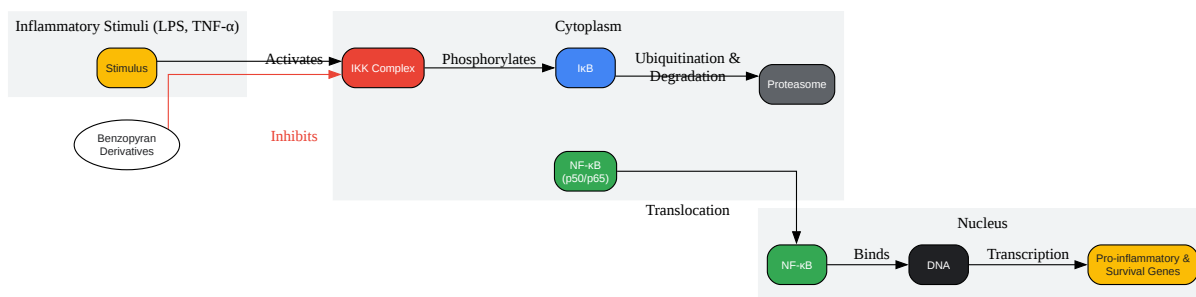 Inflammatory Stimuli (LPS, TNF-α)
Cytoplasm
Stimulus
Activates
IKK Complex
Phosphorylates
IκB
Ubiquitination &
Degradation
Proteasome
Benzopyran
Derivatives
Inhibits
NF-κB
(p50/p65)
Translocation
Nucleus
NF-κB
Binds
DNA
Transcription
Pro-inflammatory &
Survival Genes